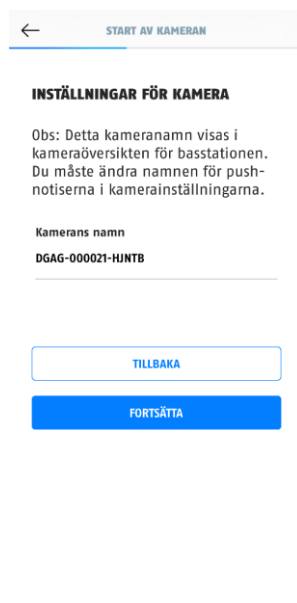 START AV KAMERAN
INSTÄLLNINGAR FÖR KAMERA
Obs: Detta kameranamn visas i
kameraöversikten för basstationen.
Du måste ändra namnen för push-
notiserna i kamerainställningarna.
Kamerans namn
DGAG-000021-HJNTB
TILLBAKA
FORTSÄTTA